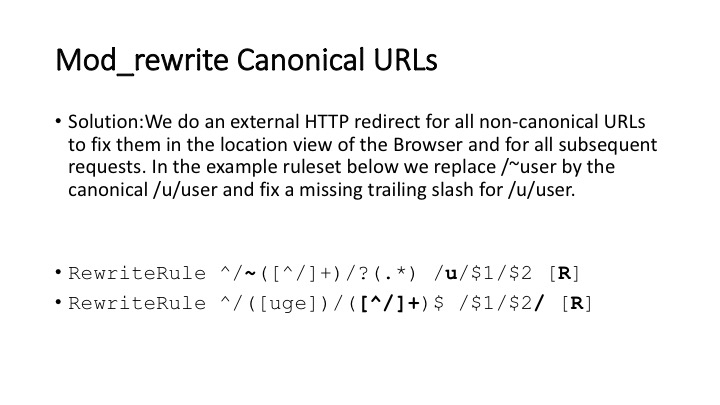 Mod_rewrite Canonical URLs
• Solution:We do an external HTTP redirect for all non-canonical URLs
to fix them in the location view of the Browser and for all subsequent
requests. In the example ruleset below we replace /~user by the
canonical /u/user and fix a missing trailing slash for /u/user.
• RewriteRule ^/~([^/]+)/?(.*) /u/$1/$2 [R]
• RewriteRule ^/([uge])/([^/]+)$ /$1/$2/ [R]